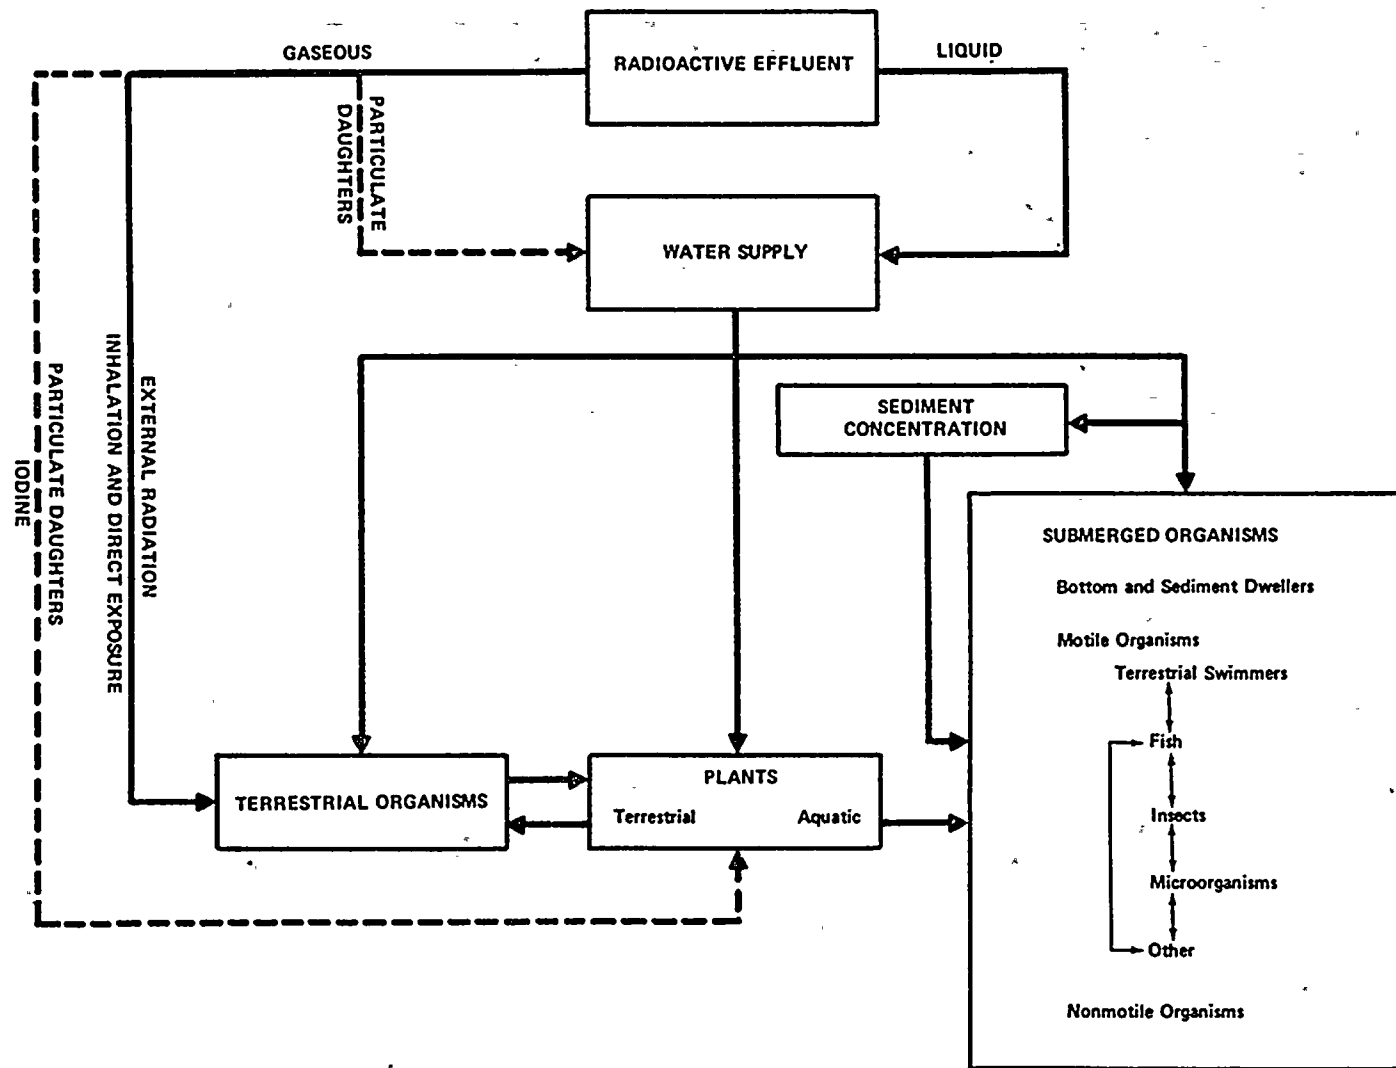 GASEOUS
RADIOACTIVE EFFLUENT
LIQUID
PARTICULATE
DAUGHTERS
WATER SUPPLY
EXTERNAL RADIATION
INHALATION AND DIRECT EXPOSURE
PARTICULATE DAUGHTERS
IODINE
SEDIMENT
CONCENTRATION
SUBMERGED ORGANISMS
Bottom and Sediment Dwellers
Motile Organisms
Terrestrial Swimmers
Fish
Insects
Microorganisms
Other
Nonmotile Organisms
TERRESTRIAL ORGANISMS
PLANTS
Terrestrial
Aquatic